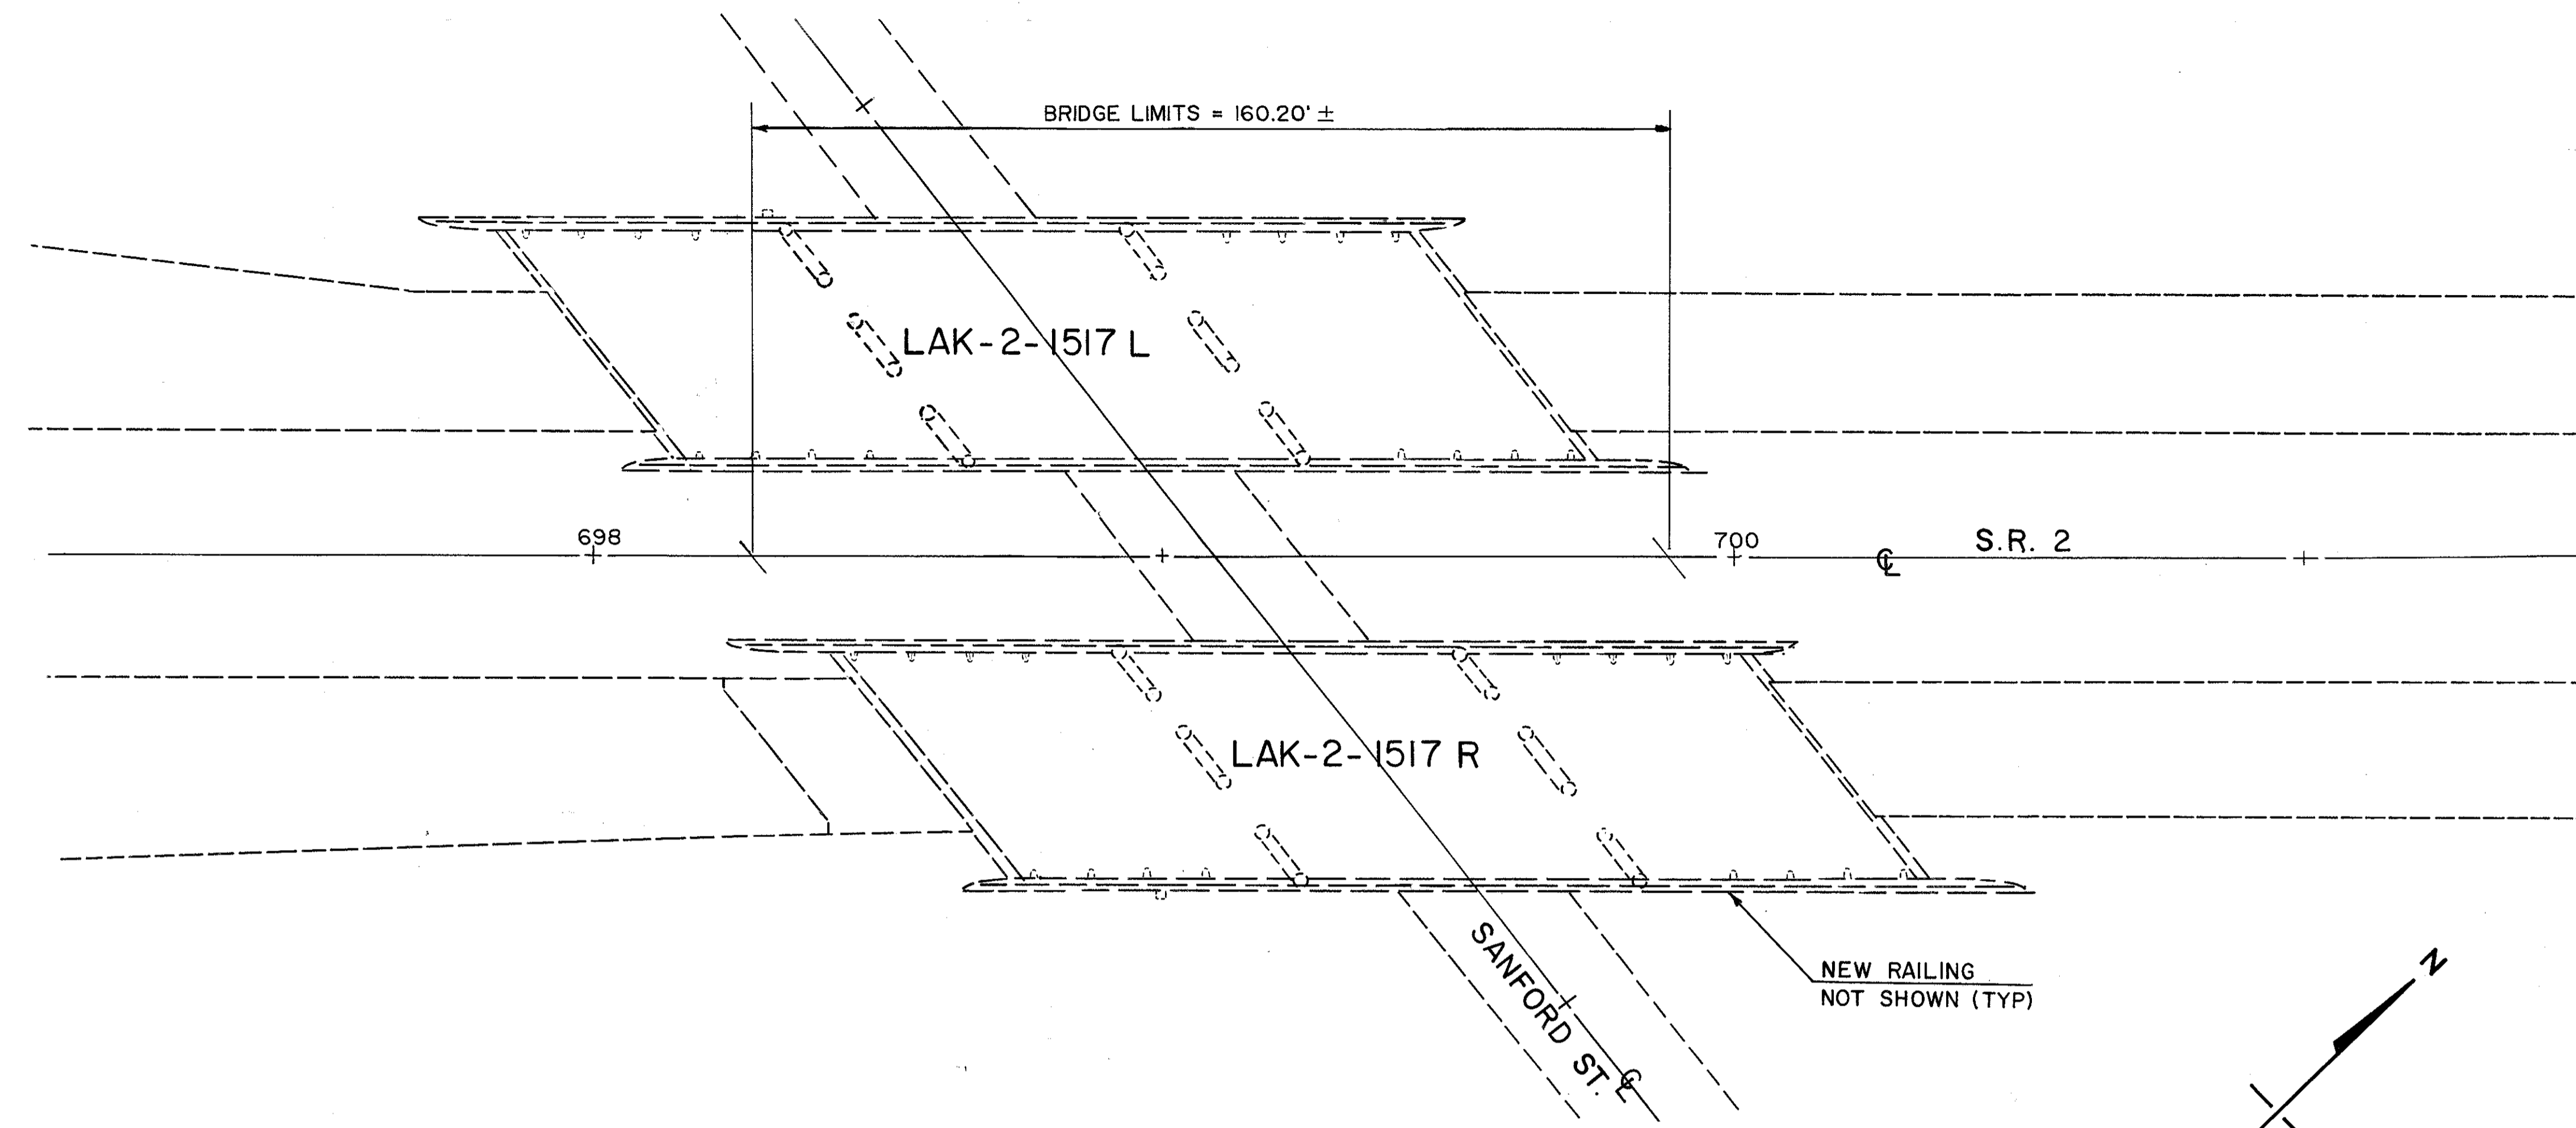 BRIDGE LIMITS = 160.20' ±
LAK-2-1517 L
698
700
S.R. 2
℄
LAK-2-1517 R
NEW RAILING
NOT SHOWN (TYP)
SANFORD ST. ℄
N